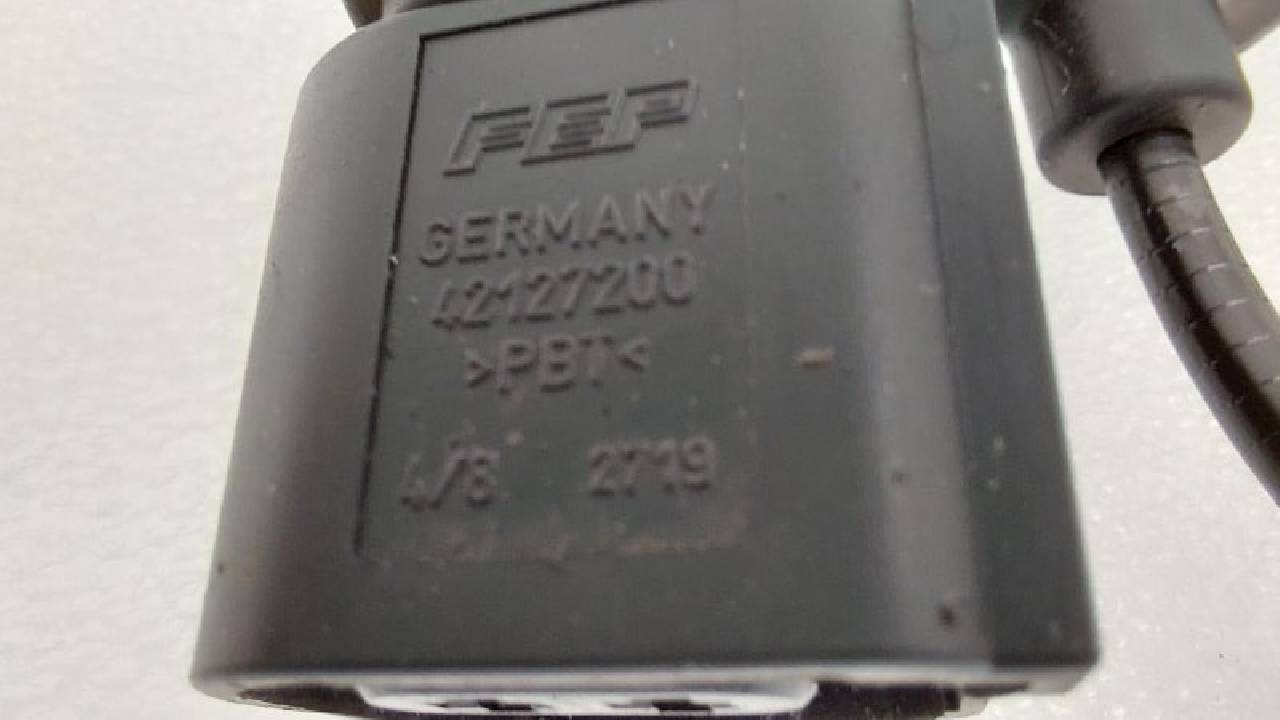 FEP
GERMANY
42127200
>PBT<
4/8 2719